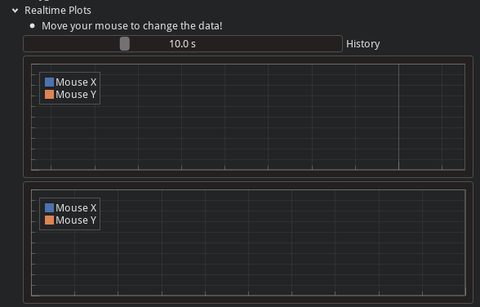 Realtime Plots
Move your mouse to change the data!
10.0 s History
Mouse X
Mouse Y
Mouse X
Mouse Y